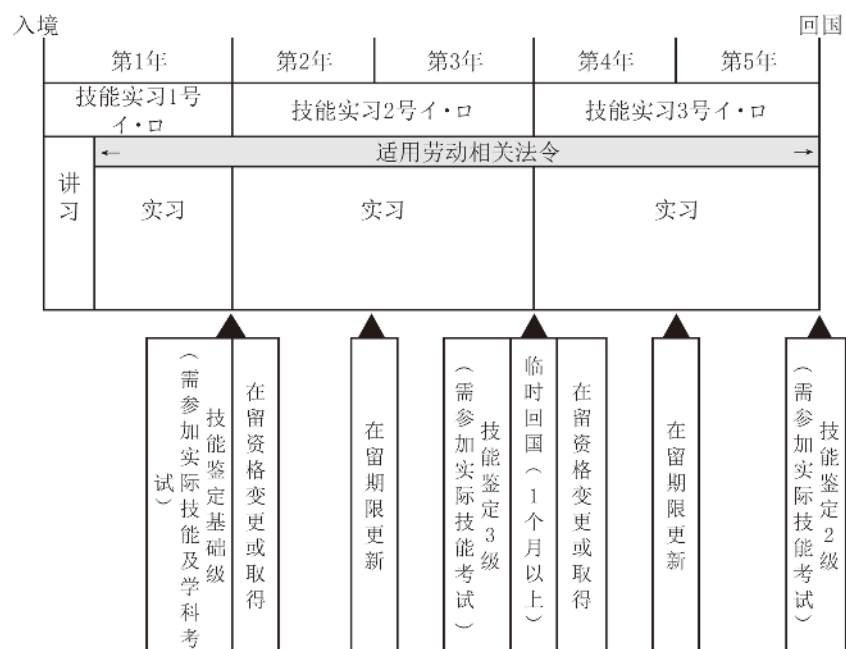 入境
回国
第1年
第2年
第3年
第4年
第5年
技能实习1号
イ・ロ
技能实习2号イ・ロ
技能实习3号イ・ロ
← 适用劳动相关法令 →
讲习
实习
实习
实习
技能鉴定基础级
（需参加实际技能及学科考试）
在留资格变更或取得
在留期限更新
技能鉴定3级
（需参加实际技能考试）
临时回国（1个月以上）
在留资格变更或取得
在留期限更新
技能鉴定2级
（需参加实际技能考试）